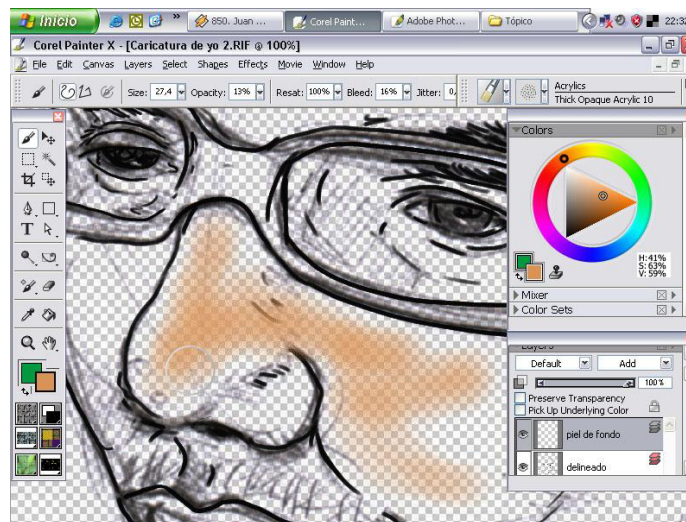 Inicio
»
850. Juan ...
Corel Paint...
Adobe Phot...
Tópico
22:32
Corel Painter X - [Caricatura de yo 2.RIF @ 100%]
File Edit Canvas Layers Select Shapes Effects Movie Window Help
Size: 27,4 Opacity: 13% Resat: 100% Bleed: 16% Jitter: 0,
Acrylics
Thick Opaque Acrylic 10
Colors
H:41%
S: 63%
V: 59%
Mixer
Color Sets
Layers
Default Add
100%
Preserve Transparency
Pick Up Underlying Color
piel de fondo
delineado
T